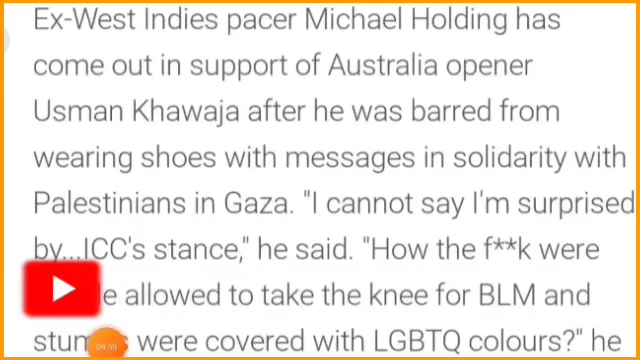 Ex-West Indies pacer Michael Holding has
come out in support of Australia opener
Usman Khawaja after he was barred from
wearing shoes with messages in solidarity with
Palestinians in Gaza. "I cannot say I'm surprised
by...ICC's stance," he said. "How the f**k were
e allowed to take the knee for BLM and
were covered with LGBTQ colours?" he
04:59